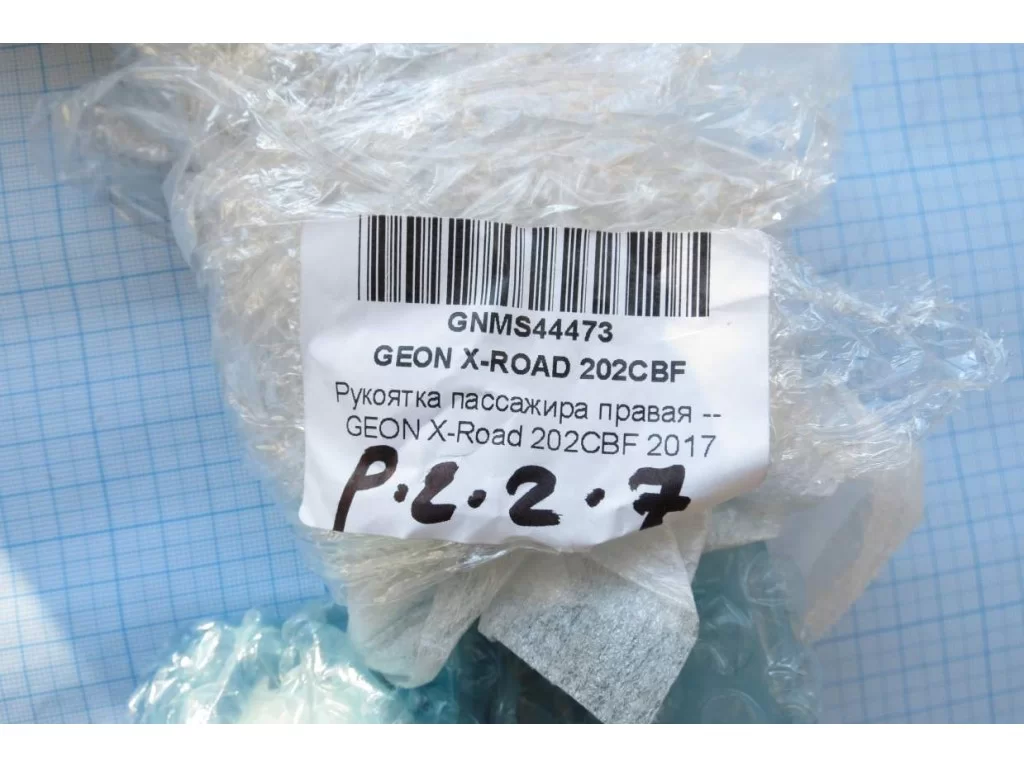 GNMS44473
GEON X-ROAD 202CBF
Рукоятка пассажира правая --
GEON X-Road 202CBF 2017
P.2.2.7